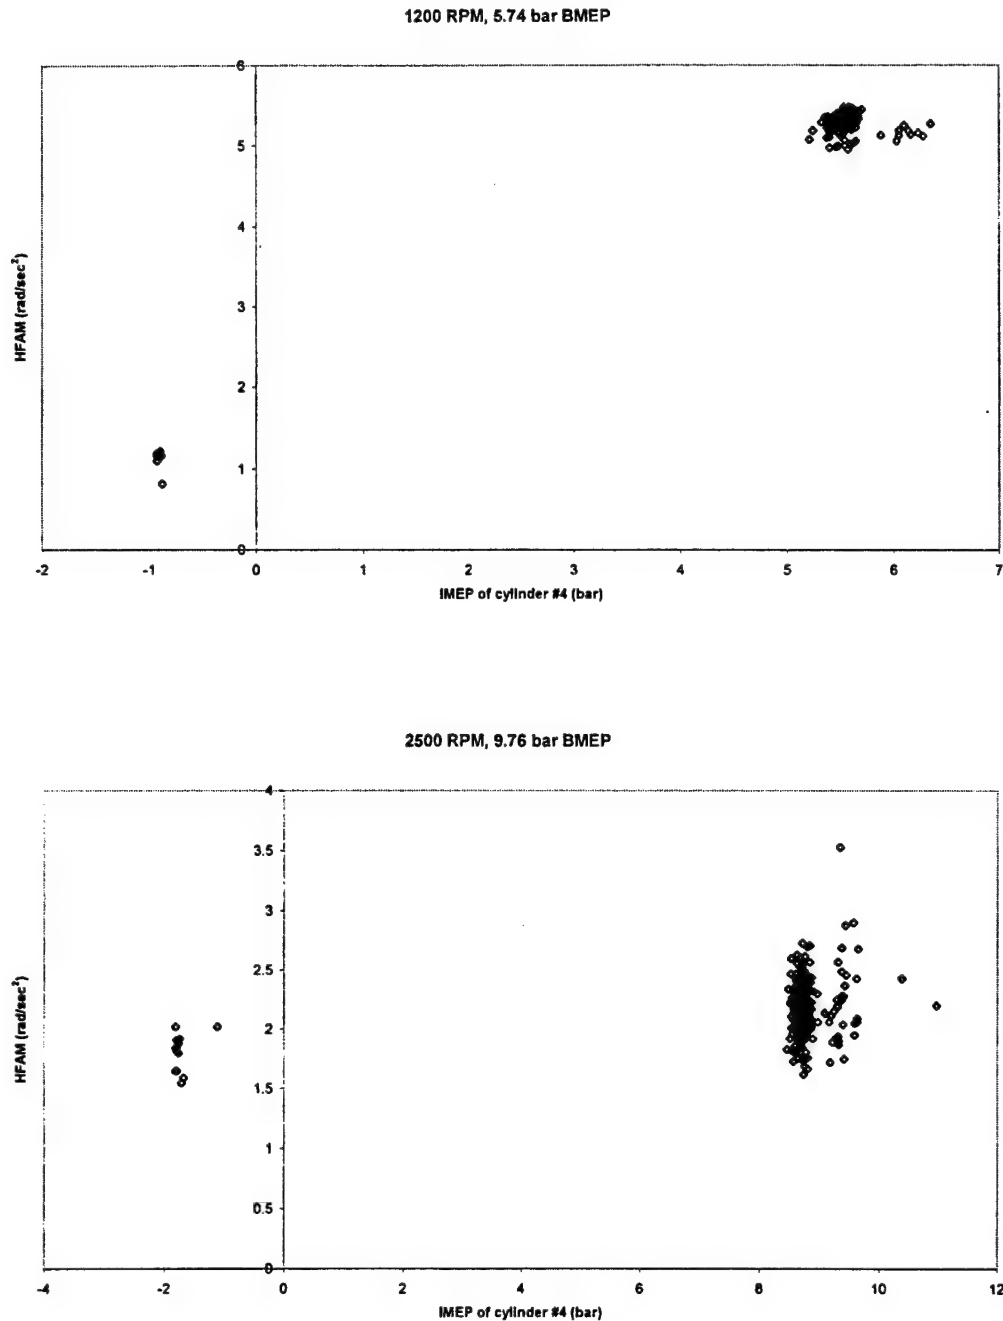 1200 RPM, 5.74 bar BMEP
6
5
4
3
2
1
0
HFAM (rad/sec²)
-2 -1 0 1 2 3 4 5 6 7
IMEP of cylinder #4 (bar)
2500 RPM, 9.76 bar BMEP
4
3.5
3
2.5
2
1.5
1
0.5
0
HFAM (rad/sec²)
-4 -2 0 2 4 6 8 10 12
IMEP of cylinder #4 (bar)